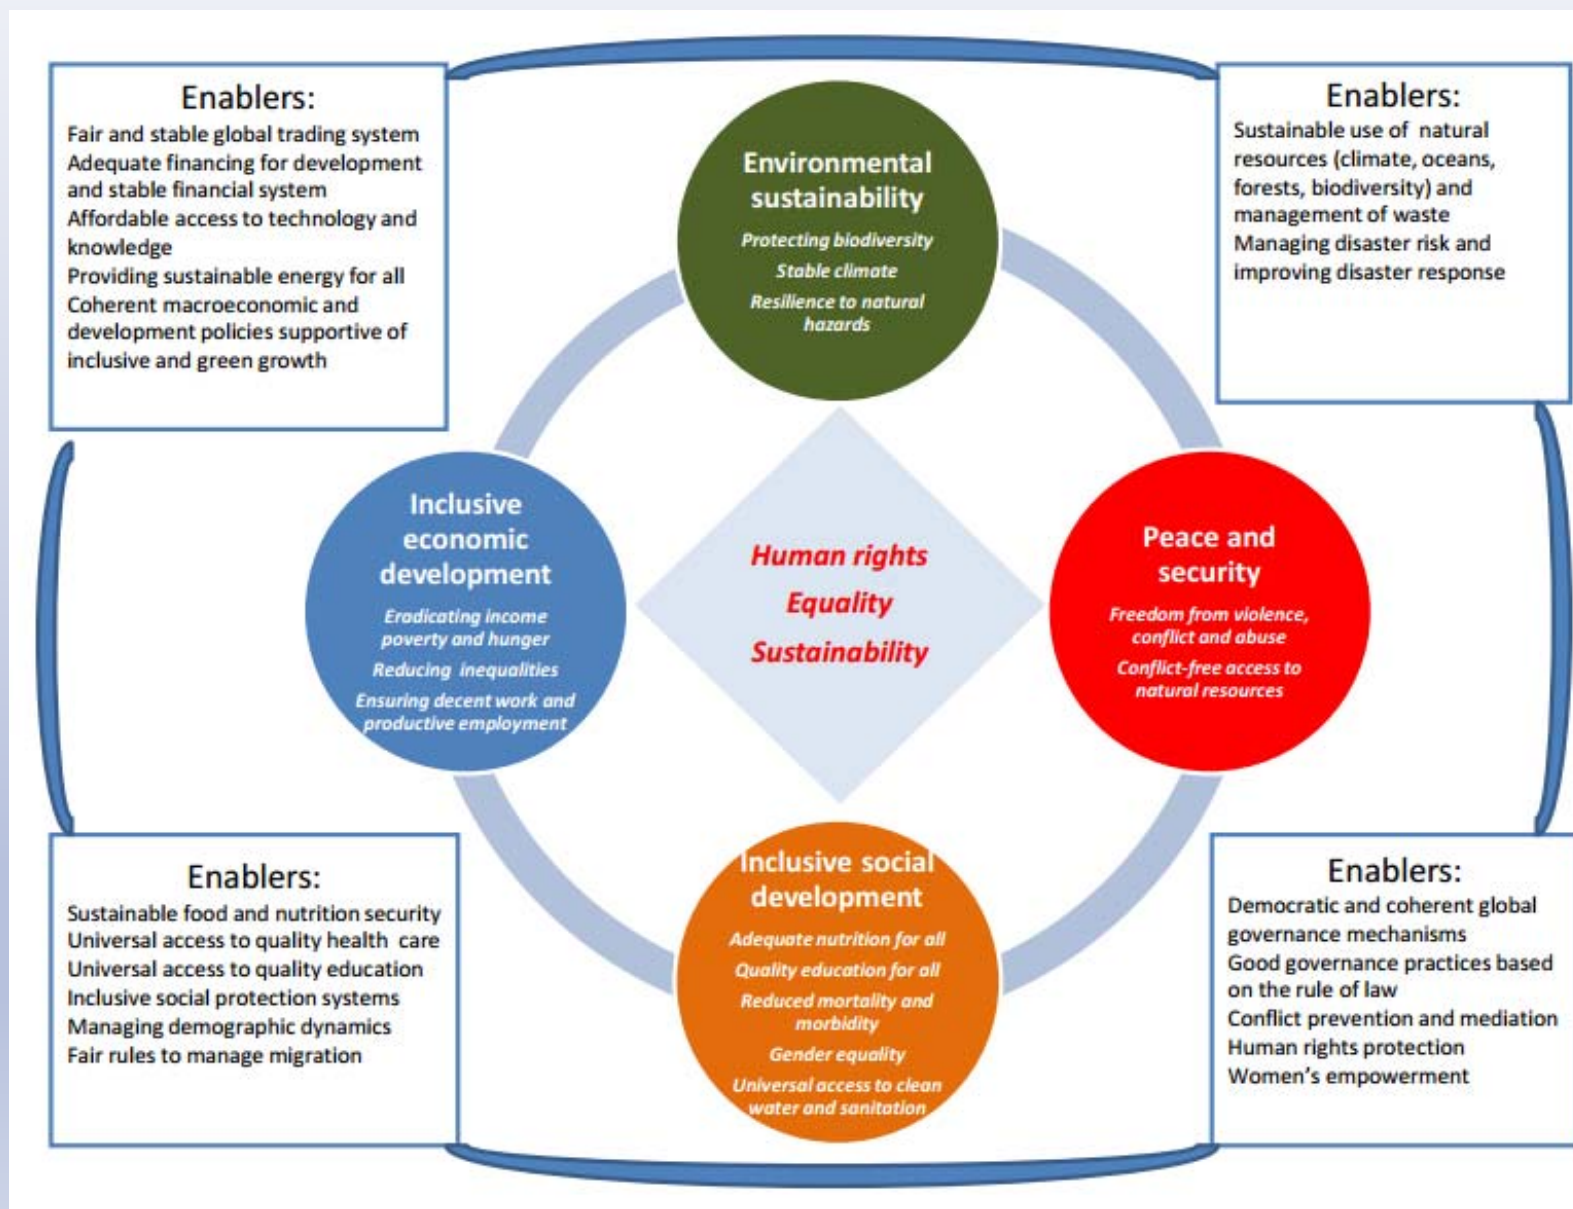 Enablers:
Fair and stable global trading system
Adequate financing for development
and stable financial system
Affordable access to technology and
knowledge
Providing sustainable energy for all
Coherent macroeconomic and
development policies supportive of
inclusive and green growth
Environmental
sustainability
Protecting biodiversity
Stable climate
Resilience to natural
hazards
Enablers:
Sustainable use of natural
resources (climate, oceans,
forests, biodiversity) and
management of waste
Managing disaster risk and
improving disaster response
Inclusive
economic
development
Eradicating income
poverty and hunger
Reducing inequalities
Ensuring decent work and
productive employment
Human rights
Equality
Sustainability
Peace and
security
Freedom from violence,
conflict and abuse
Conflict-free access to
natural resources
Enablers:
Sustainable food and nutrition security
Universal access to quality health care
Universal access to quality education
Inclusive social protection systems
Managing demographic dynamics
Fair rules to manage migration
Inclusive social
development
Adequate nutrition for all
Quality education for all
Reduced mortality and
morbidity
Gender equality
Universal access to clean
water and sanitation
Enablers:
Democratic and coherent global
governance mechanisms
Good governance practices based
on the rule of law
Conflict prevention and mediation
Human rights protection
Women’s empowerment